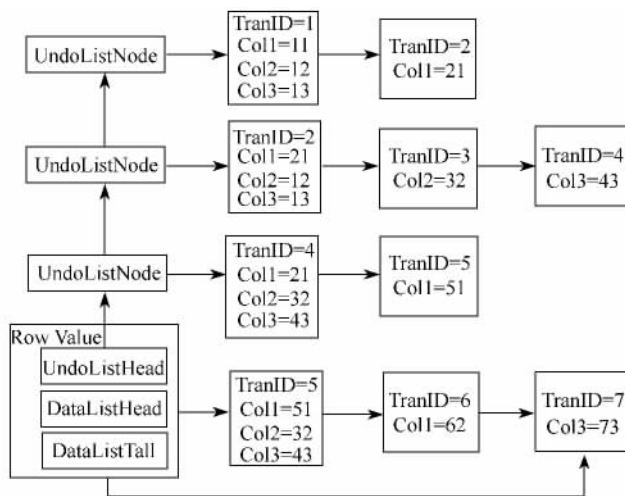 UndoListNode
TranID=1
Col1=11
Col2=12
Col3=13
TranID=2
Col1=21
UndoListNode
TranID=2
Col1=21
Col2=12
Col3=13
TranID=3
Col2=32
TranID=4
Col3=43
UndoListNode
TranID=4
Col1=21
Col2=32
Col3=43
TranID=5
Col1=51
Row Value
UndoListHead
DataListHead
DataListTall
TranID=5
Col1=51
Col2=32
Col3=43
TranID=6
Col1=62
TranID=7
Col3=73